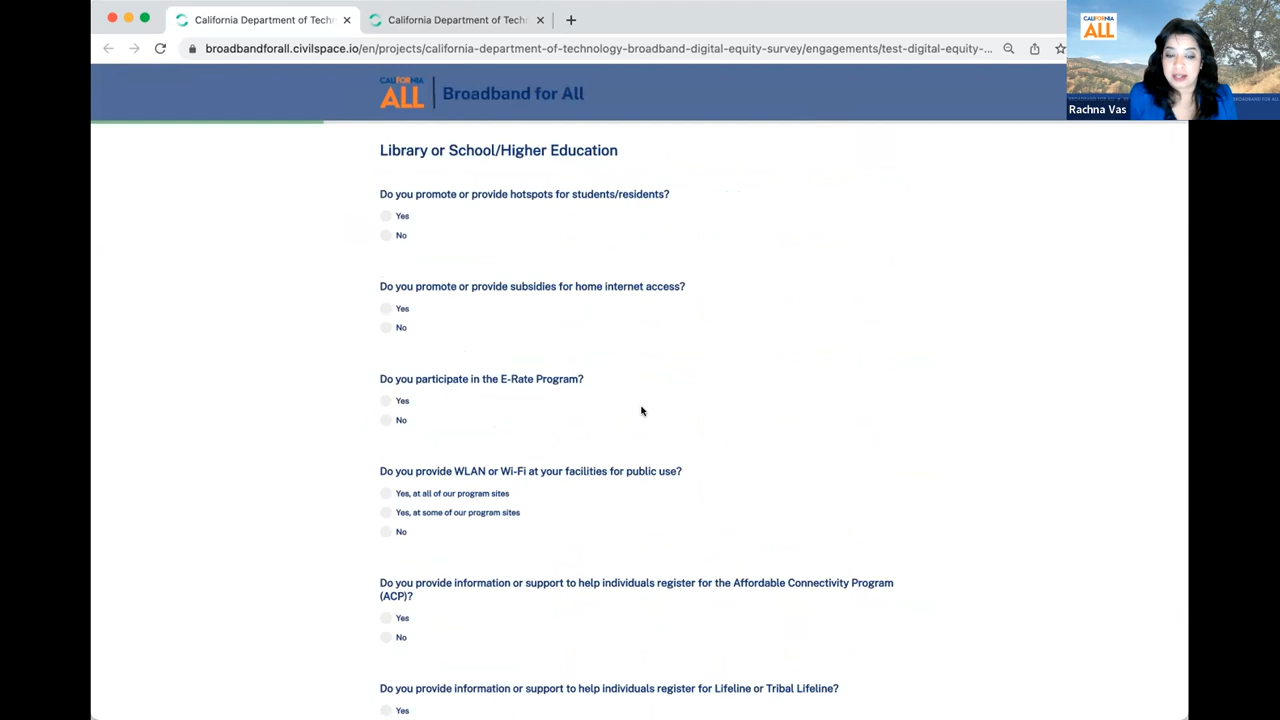 California Department of Techn
California Department of Techn
broadbandforall.civilspace.io/en/projects/california-department-of-technology-broadband-digital-equity-survey/engagements/test-digital-equity-...
CALIFORNIA
ALL
Broadband for All
CALIFORNIA
ALL
Rachna Vas
BROADBAND FOR ALL
Library or School/Higher Education
Do you promote or provide hotspots for students/residents?
Yes
No
Do you promote or provide subsidies for home internet access?
Yes
No
Do you participate in the E-Rate Program?
Yes
No
Do you provide WLAN or Wi-Fi at your facilities for public use?
Yes, at all of our program sites
Yes, at some of our program sites
No
Do you provide information or support to help individuals register for the Affordable Connectivity Program
(ACP)?
Yes
No
Do you provide information or support to help individuals register for Lifeline or Tribal Lifeline?
Yes